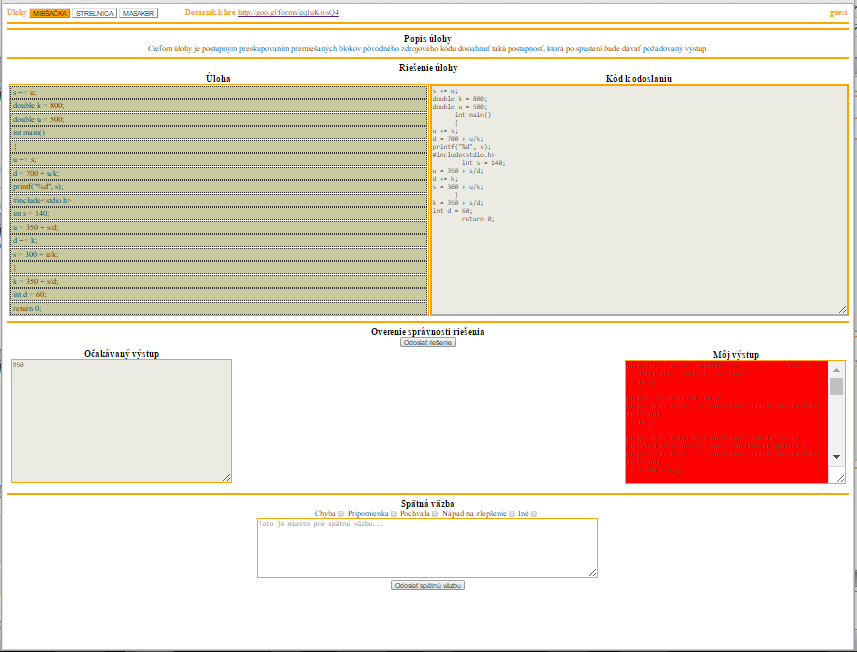 Úlohy MIEŠAČKA STRELNICA MASAKER Dotazník k hre http://goo.gl/forms/gqJuKivsQ4 guest
Popis úlohy
Cieľom úlohy je postupným preskupovaním premiešaných blokov pôvodného zdrojového kódu dosiahnuť takú postupnosť, ktorá po spustení bude dávať požadovaný výstup.
Riešenie úlohy
Úloha
s += u;
double k = 800;
double u = 500;
int main()
{
u += s;
d = 700 + u/k;
printf("%d", s);
#include<stdio.h>
int s = 140;
u = 350 + s/d;
d += k;
s = 300 + u/k;
}
k = 350 + s/d;
int d = 60;
return 0;
Kód k odoslaniu
s += u;
double k = 800;
double u = 500;
int main()
{
u += s;
d = 700 + u/k;
printf("%d", s);
#include<stdio.h>
int s = 140;
u = 350 + s/d;
d += k;
s = 300 + u/k;
}
k = 350 + s/d;
int d = 60;
return 0;
Overenie správnosti riešenia
Odoslať riešenie
Očakávaný výstup
950
Môj výstup
Spätná väzba
Chyba Pripomienka Pochvala Nápad na zlepšenie Iné
Toto je miesto pre spätnú väzbu...
Odoslať spätnú väzbu